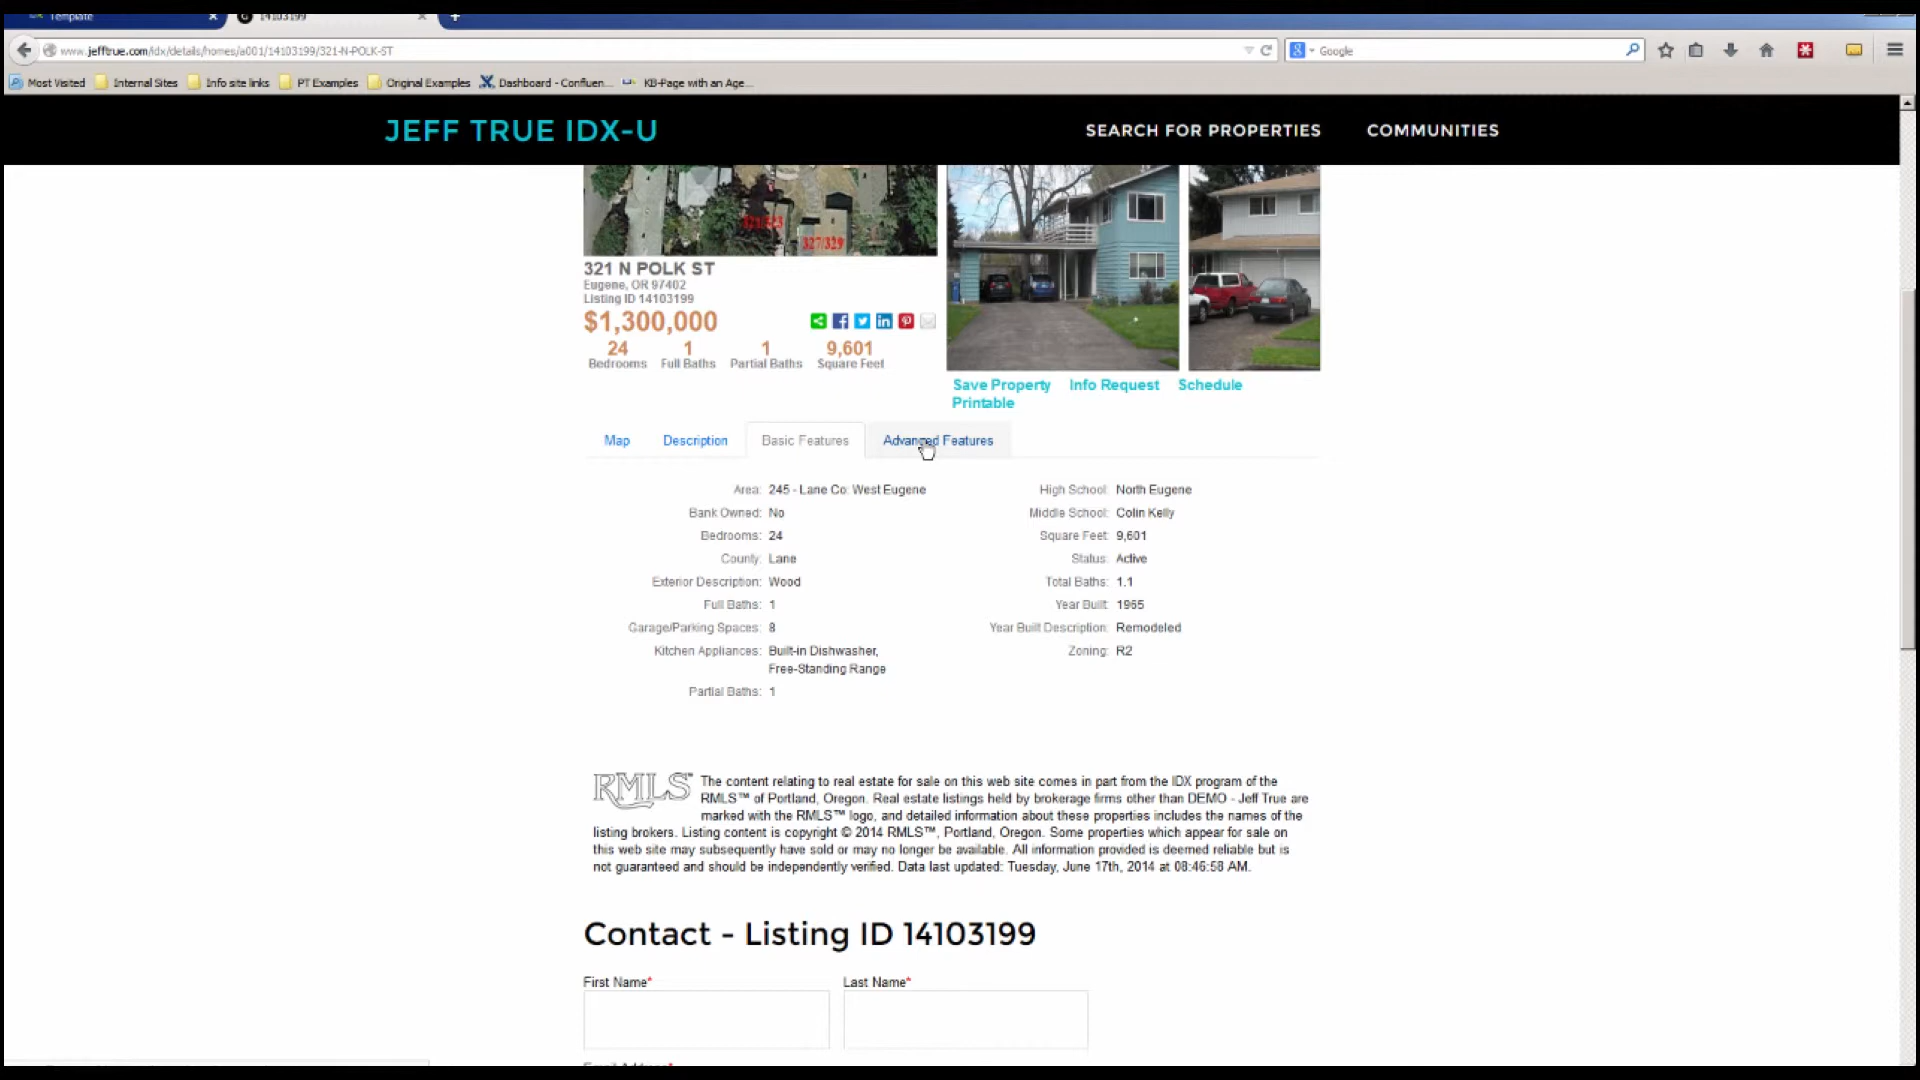 Template
14103199
www.jefftrue.com/idx/details/homes/a001/14103199/321-N-POLK-ST
Google
Most Visited
Internal Sites
Info site links
PT Examples
Original Examples
Dashboard - Confluen...
KB-Page with an Age...
JEFF TRUE IDX-U
SEARCH FOR PROPERTIES
COMMUNITIES
327/329
321 N POLK ST
Eugene, OR 97402
Listing ID 14103199
$1,300,000
24 1 1 9,601
Bedrooms Full Baths Partial Baths Square Feet
Save Property Info Request Schedule
Printable
Map Description Basic Features Advanced Features
Area: 245 - Lane Co: West Eugene
Bank Owned: No
Bedrooms: 24
County: Lane
Exterior Description: Wood
Full Baths: 1
Garage/Parking Spaces: 8
Kitchen Appliances: Built-in Dishwasher,
Free-Standing Range
Partial Baths: 1
High School: North Eugene
Middle School: Colin Kelly
Square Feet: 9,601
Status: Active
Total Baths: 1.1
Year Built: 1965
Year Built Description: Remodeled
Zoning: R2
RMLS
The content relating to real estate for sale on this web site comes in part from the IDX program of the
RMLS™ of Portland, Oregon. Real estate listings held by brokerage firms other than DEMO - Jeff True are
marked with the RMLS™ logo, and detailed information about these properties includes the names of the
listing brokers. Listing content is copyright © 2014 RMLS™, Portland, Oregon. Some properties which appear for sale on
this web site may subsequently have sold or may no longer be available. All information provided is deemed reliable but is
not guaranteed and should be independently verified. Data last updated: Tuesday, June 17th, 2014 at 08:46:58 AM.
Contact - Listing ID 14103199
First Name*
Last Name*